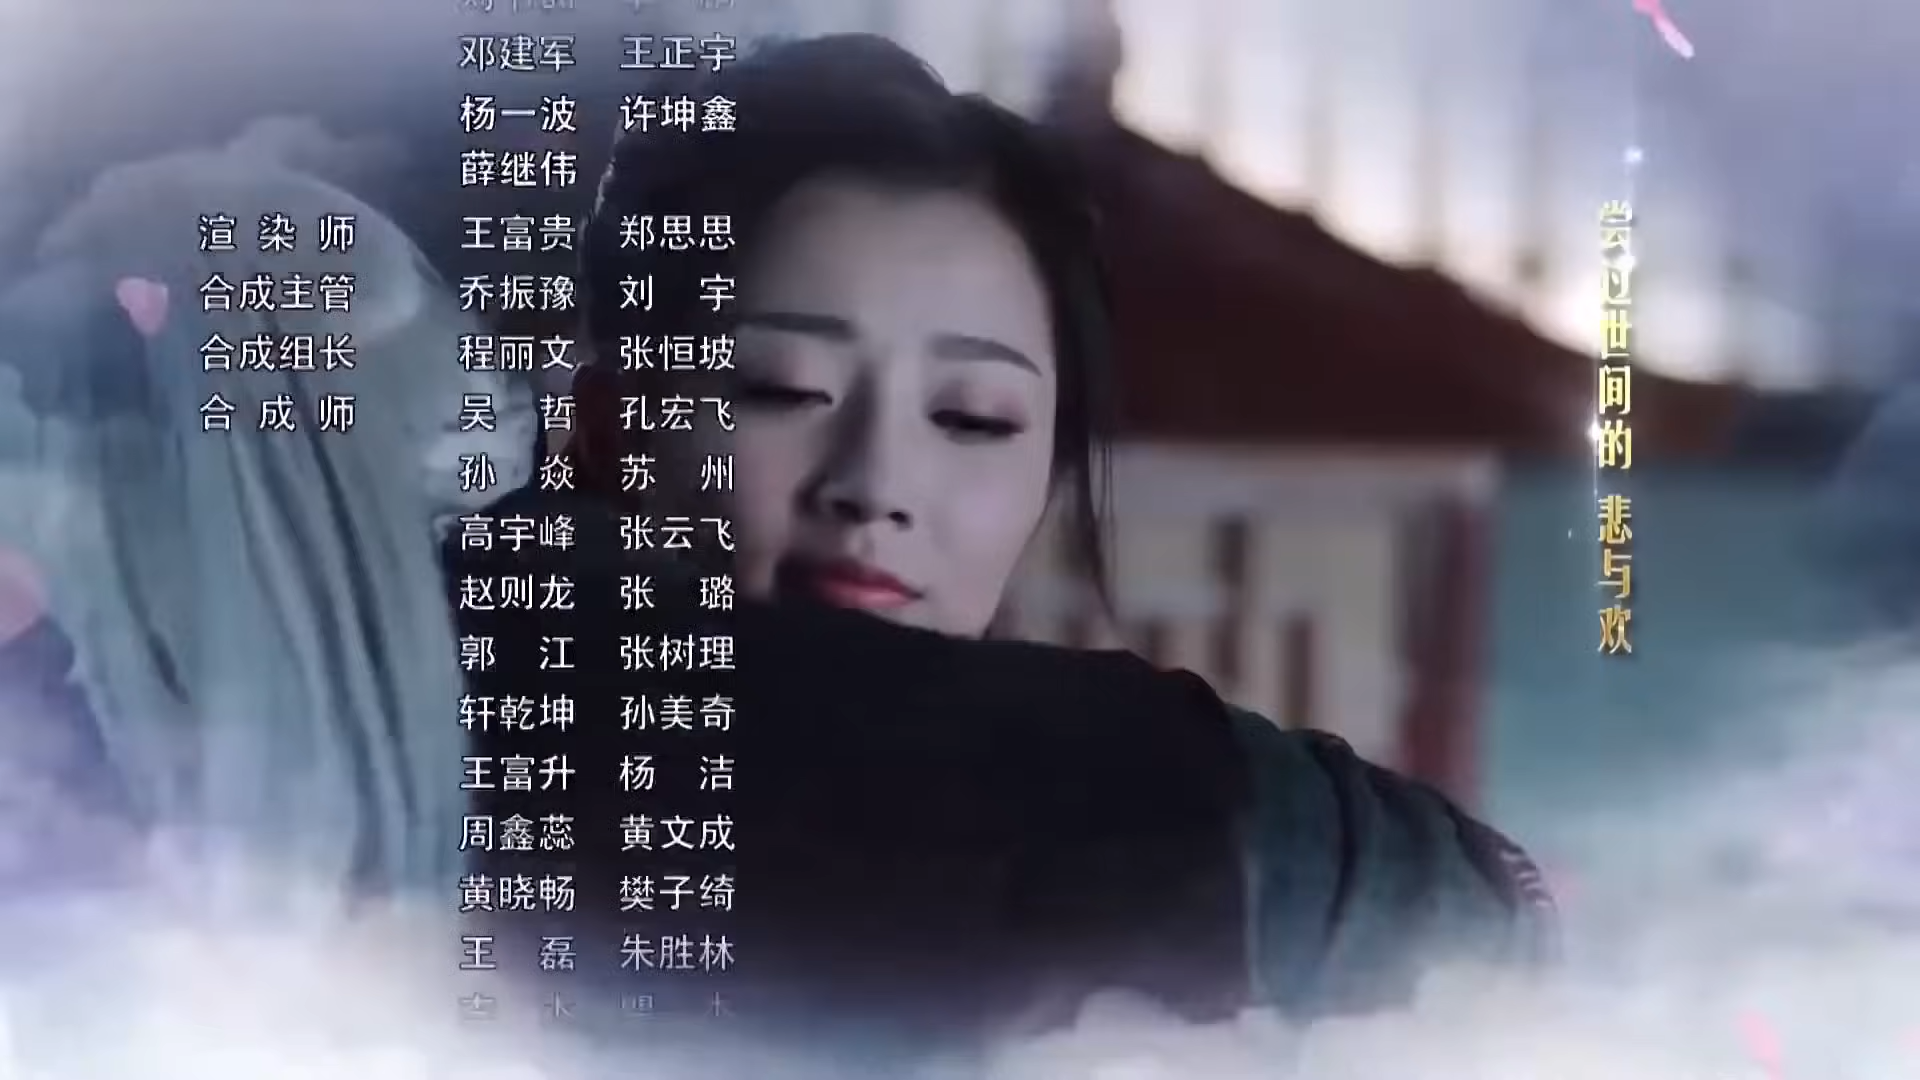 邓建军 王正宇
杨一波 许坤鑫
薛继伟
渲染师 王富贵 郑思思
合成主管 乔振豫 刘宇
合成组长 程丽文 张恒坡
合成师 吴哲 孔宏飞
孙焱 苏州
高宇峰 张云飞
赵则龙 张璐
郭江 张树理
轩乾坤 孙美奇
王富升 杨洁
周鑫蕊 黄文成
黄晓畅 樊子绮
王磊 朱胜林
尝过世间的 悲与欢